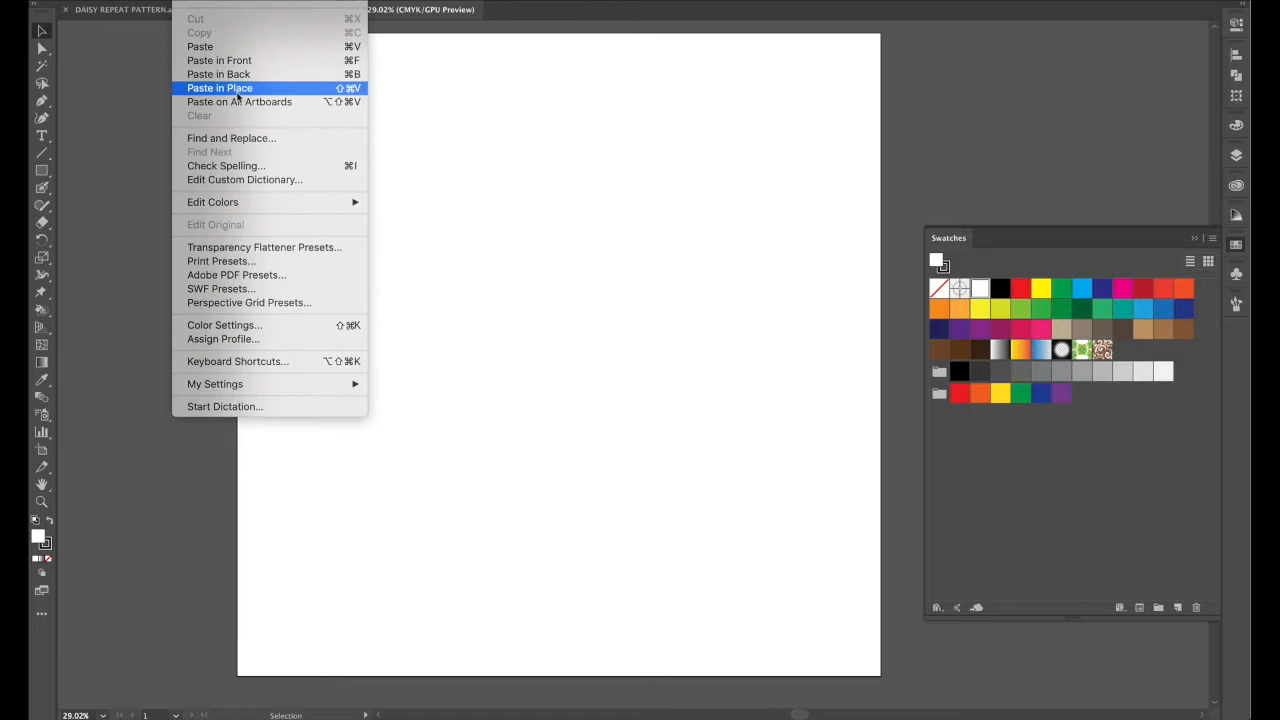 × DAISY REPEAT PATTERN.a
29.02% (CMYK/GPU Preview)
Cut ⌘X
Copy ⌘C
Paste ⌘V
Paste in Front ⌘F
Paste in Back ⌘B
Paste in Place ⇧⌘V
Paste on All Artboards ⌥⇧⌘V
Clear
Find and Replace...
Find Next
Check Spelling... ⌘I
Edit Custom Dictionary...
Edit Colors
Edit Original
Transparency Flattener Presets...
Print Presets...
Adobe PDF Presets...
SWF Presets...
Perspective Grid Presets...
Color Settings... ⇧⌘K
Assign Profile...
Keyboard Shortcuts... ⌥⇧⌘K
My Settings
Start Dictation...
Swatches
29.02% 1 Selection